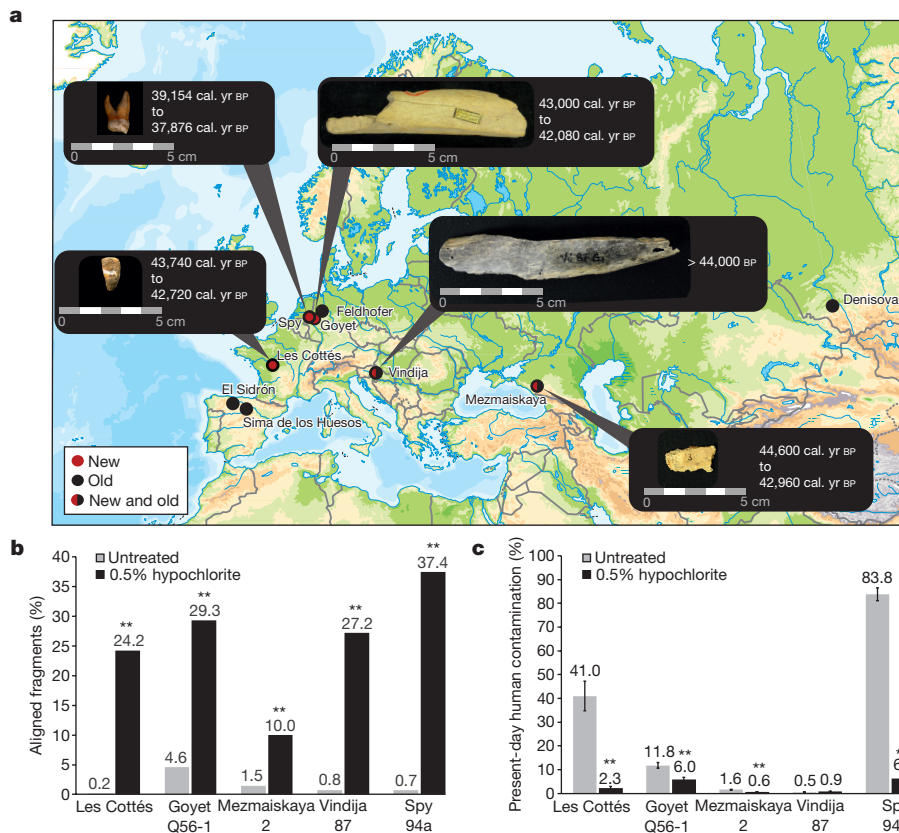 a
39,154 cal. yr BP
to
37,876 cal. yr BP
0 5 cm
43,000 cal. yr BP
to
42,080 cal. yr BP
0 5 cm
43,740 cal. yr BP
to
42,720 cal. yr BP
0 5 cm
> 44,000 BP
0 5 cm
Denisova
Feldhofer
Spy
Goyet
Les Cottés
Vindija
El Sidrón
Sima de los Huesos
Mezmaiskaya
44,600 cal. yr BP
to
42,960 cal. yr BP
0 5 cm
New
Old
New and old
b
Untreated
0.5% hypochlorite
Aligned fragments (%)
40
35
30
25
20
15
10
5
0
0.2
**
24.2
4.6
**
29.3
1.5
**
10.0
0.8
**
27.2
0.7
**
37.4
Les Cottés Goyet Mezmaiskaya Vindija Spy
Q56-1 2 87 94a
c
Untreated
0.5% hypochlorite
Present-day human contamination (%)
100
90
80
70
60
50
40
30
20
10
0
41.0
**
2.3
11.8
**
6.0
1.6
**
0.6
0.5
0.9
83.8
Les Cottés Goyet Mezmaiskaya Vindija Spy
Q56-1 2 87